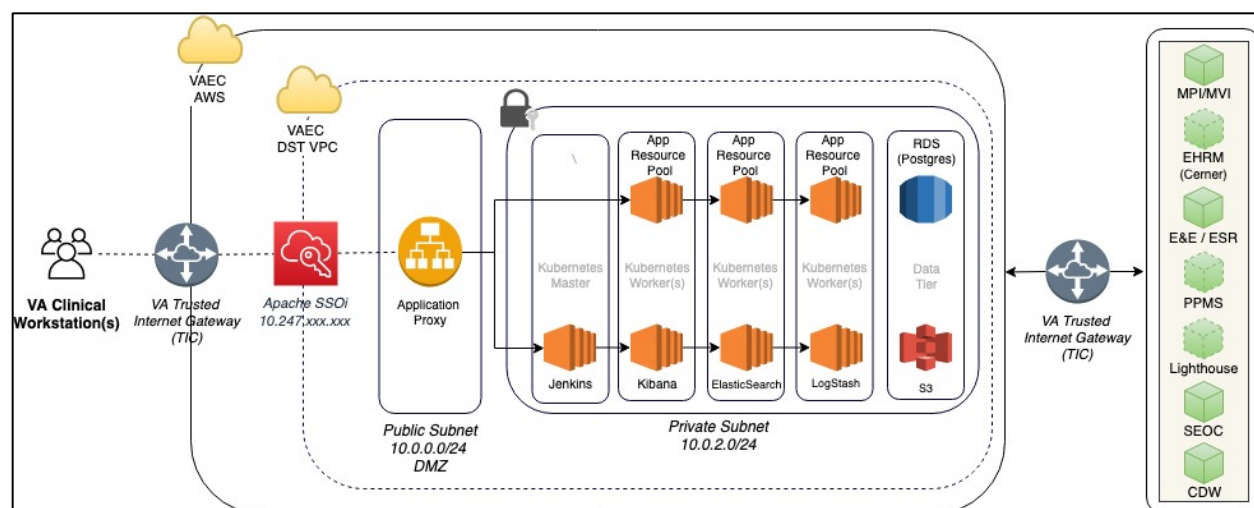 VAEC
AWS
VAEC
DST VPC
VA Clinical
Workstation(s)
VA Trusted
Internet Gateway
(TIC)
Apache SSOi
10.247.xxx.xxx
Application
Proxy
Public Subnet
10.0.0.0/24
DMZ
\
Kubernetes
Master
Jenkins
App
Resource
Pool
Kubernetes
Worker(s)
Kibana
App
Resource
Pool
Kubernetes
Worker(s)
ElasticSearch
App
Resource
Pool
Kubernetes
Worker(s)
LogStash
RDS
(Postgres)
Data
Tier
S3
Private Subnet
10.0.2.0/24
VA Trusted
Internet Gateway
(TIC)
MPI/MVI
EHRM
(Cerner)
E&E / ESR
PPMS
Lighthouse
SEOC
CDW